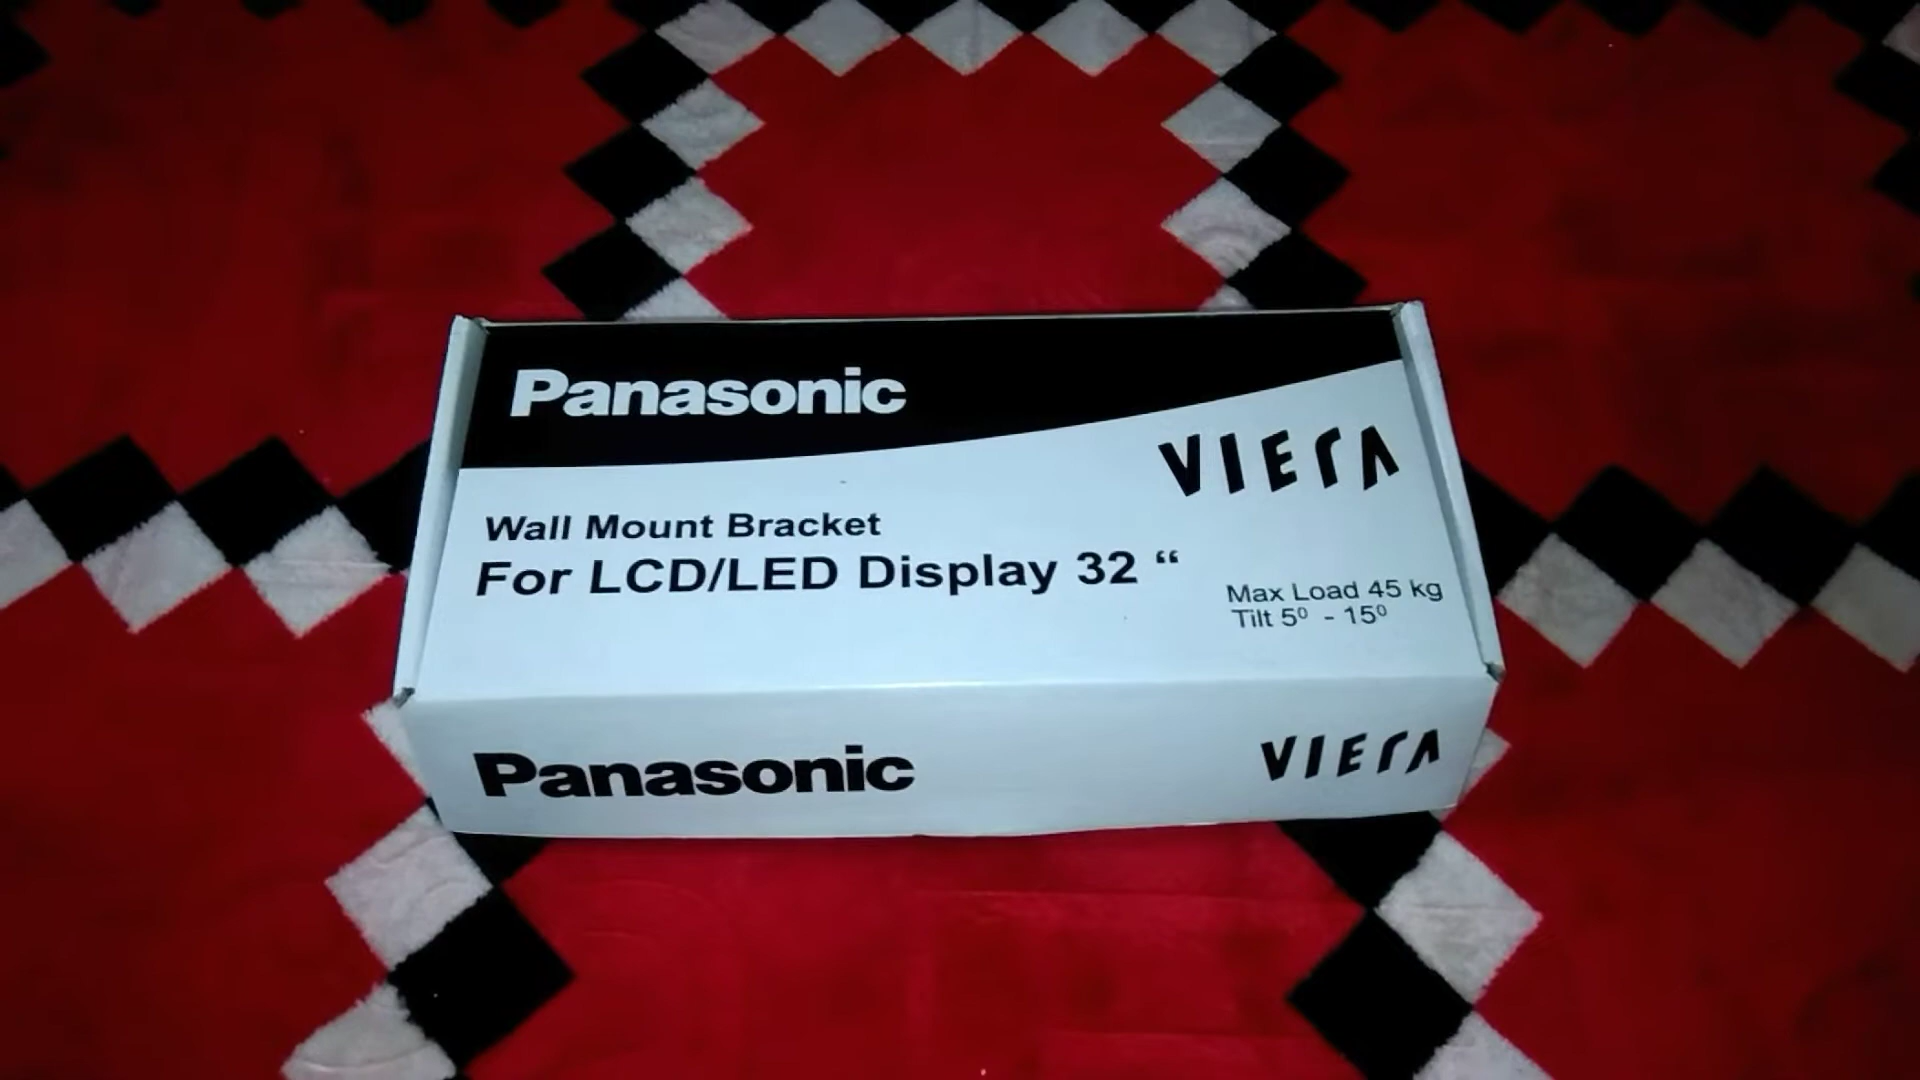 Panasonic
VIERA
Wall Mount Bracket
For LCD/LED Display 32 “
Max Load 45 kg
Tilt 5⁰ - 15⁰
Panasonic
VIERA